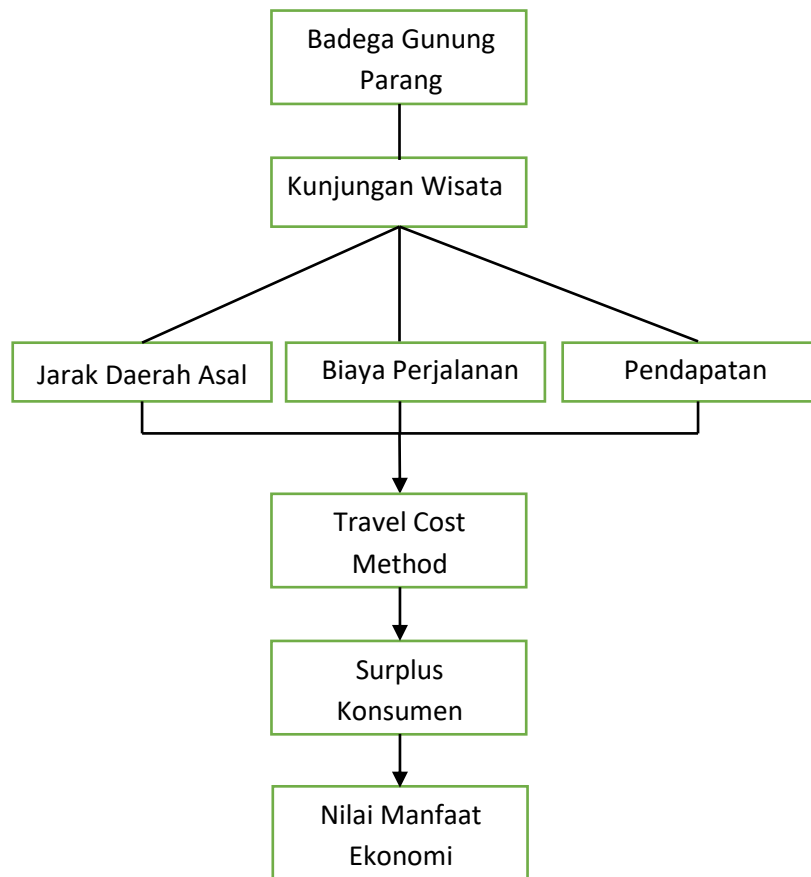 Badega Gunung
Parang
Kunjungan Wisata
Jarak Daerah Asal
Biaya Perjalanan
Pendapatan
Travel Cost
Method
Surplus
Konsumen
Nilai Manfaat
Ekonomi